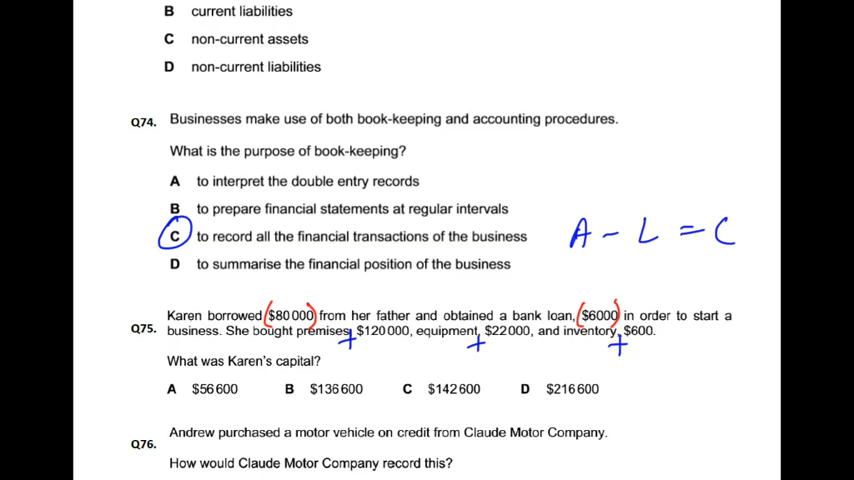 B current liabilities
C non-current assets
D non-current liabilities
Q74. Businesses make use of both book-keeping and accounting procedures.
What is the purpose of book-keeping?
A to interpret the double entry records
B to prepare financial statements at regular intervals
C to record all the financial transactions of the business
A - L = C
D to summarise the financial position of the business
Karen borrowed ($80 000) from her father and obtained a bank loan, ($6000) in order to start a
Q75. business. She bought premises, $120 000, equipment, $22 000, and inventory, $600.
+ + +
What was Karen's capital?
A $56 600 B $136 600 C $142 600 D $216 600
Andrew purchased a motor vehicle on credit from Claude Motor Company.
Q76.
How would Claude Motor Company record this?